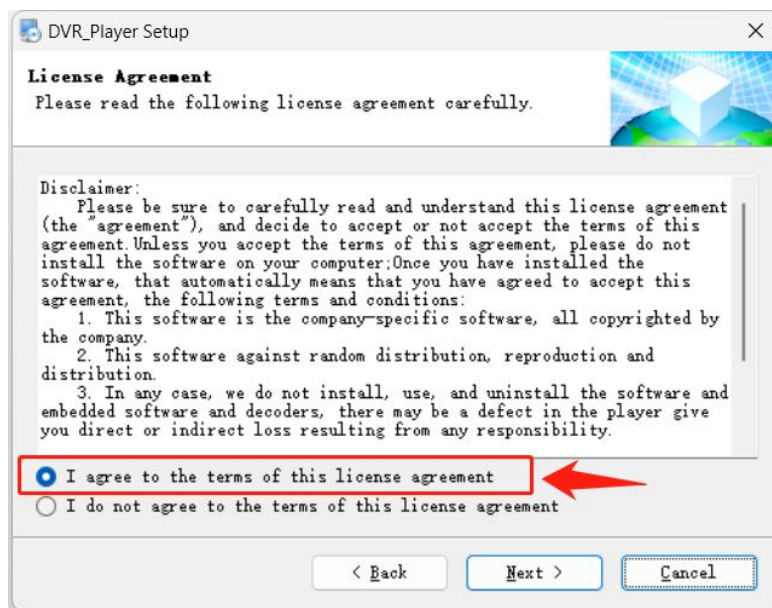 DVR_Player Setup
License Agreement
Please read the following license agreement carefully.
Disclaimer:
Please be sure to carefully read and understand this license agreement
(the "agreement"), and decide to accept or not accept the terms of this
agreement.Unless you accept the terms of this agreement, please do not
install the software on your computer;Once you have installed the
software, that automatically means that you have agreed to accept this
agreement, the following terms and conditions:
1. This software is the company-specific software, all copyrighted by
the company.
2. This software against random distribution, reproduction and
distribution.
3. In any case, we do not install, use, and uninstall the software and
embedded software and decoders, there may be a defect in the player give
you direct or indirect loss resulting from any responsibility.
I agree to the terms of this license agreement
I do not agree to the terms of this license agreement
< Back
Next >
Cancel